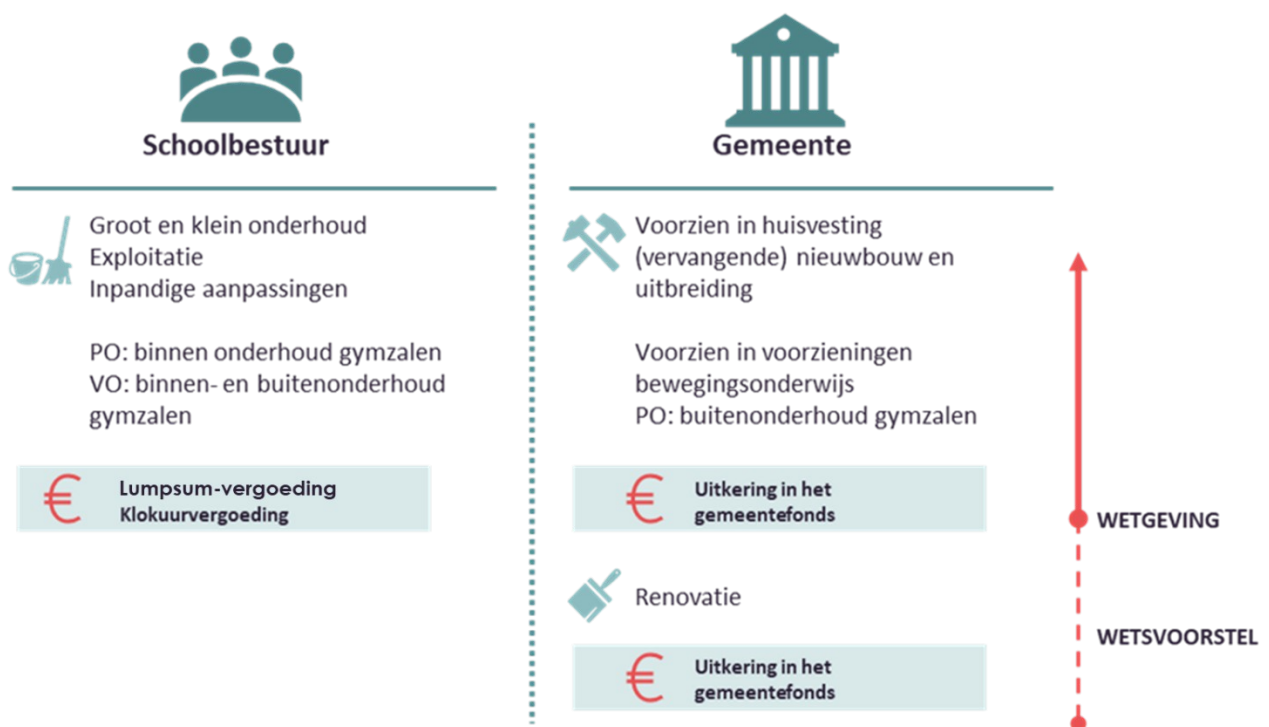 Schoolbestuur
Groot en klein onderhoud
Exploitatie
Inpandige aanpassingen
PO: binnen onderhoud gymzalen
VO: binnen- en buitenonderhoud
gymzalen
€
Lumpsum-vergoeding
Klokuurvergoeding
Gemeente
Voorzien in huisvesting
(vervangende) nieuwbouw en
uitbreiding
Voorzien in voorzieningen
bewegingsonderwijs
PO: buitenonderhoud gymzalen
€
Uitkering in het
gemeentefonds
Renovatie
€
Uitkering in het
gemeentefonds
WETGEVING
WETSVOORSTEL